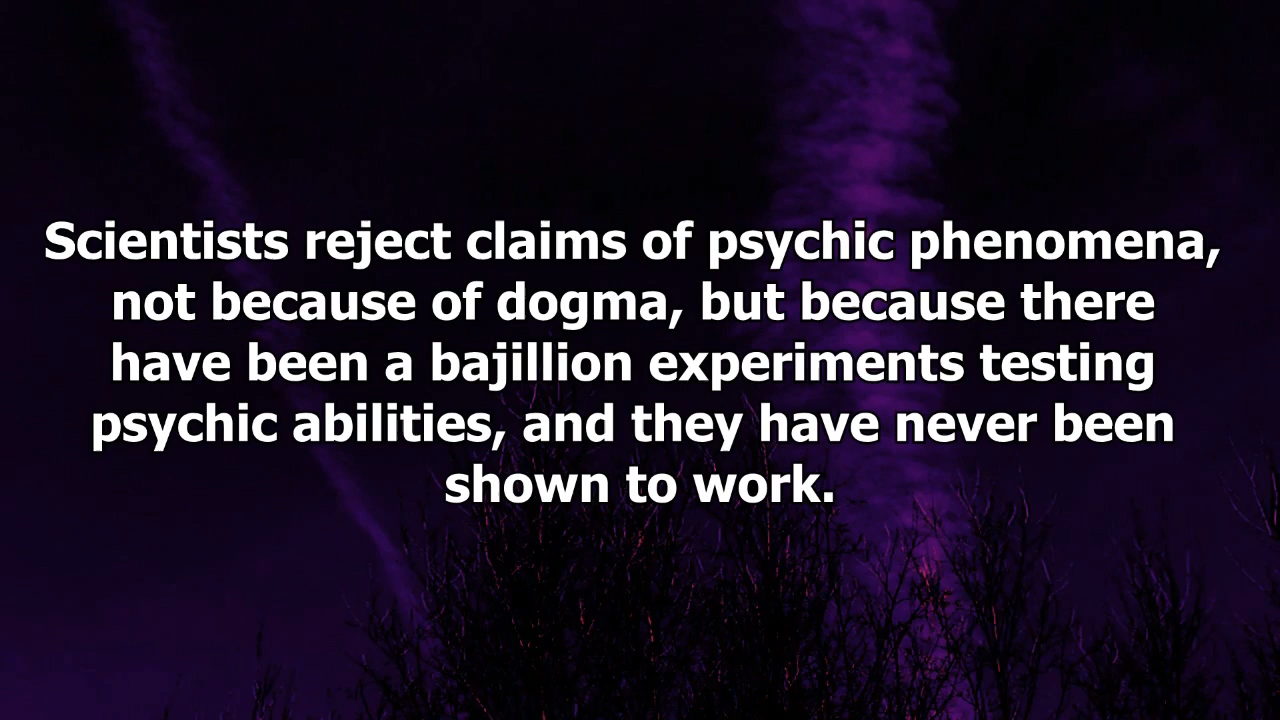 Scientists reject claims of psychic phenomena,
not because of dogma, but because there
have been a bajillion experiments testing
psychic abilities, and they have never been
shown to work.